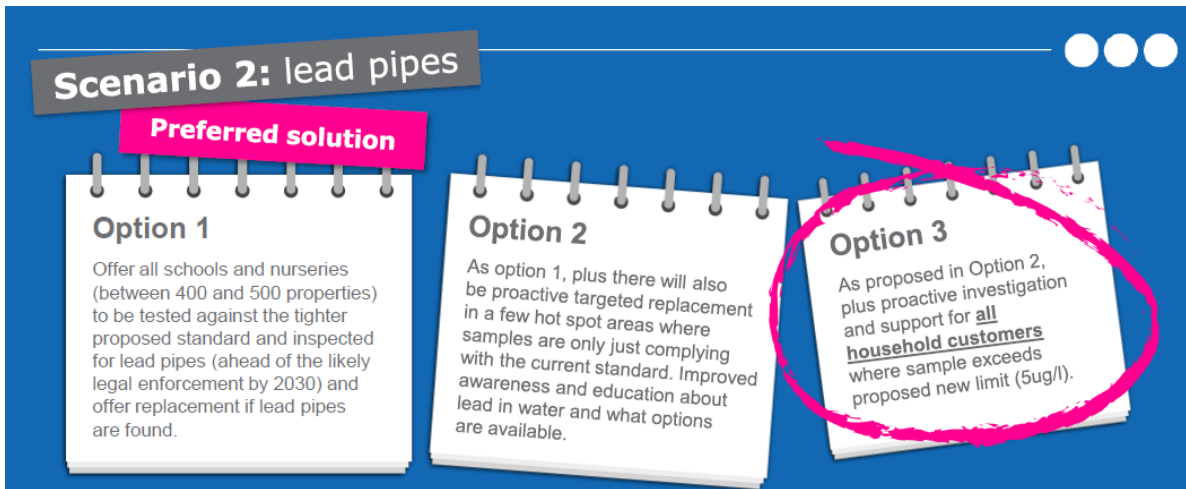 Scenario 2: lead pipes
Preferred solution
Option 1
Offer all schools and nurseries
(between 400 and 500 properties)
to be tested against the tighter
proposed standard and inspected
for lead pipes (ahead of the likely
legal enforcement by 2030) and
offer replacement if lead pipes
are found.
Option 2
As option 1, plus there will also
be proactive targeted replacement
in a few hot spot areas where
samples are only just complying
with the current standard. Improved
awareness and education about
lead in water and what options
are available.
Option 3
As proposed in Option 2,
plus proactive investigation
and support for all
household customers
where sample exceeds
proposed new limit (5ug/l).